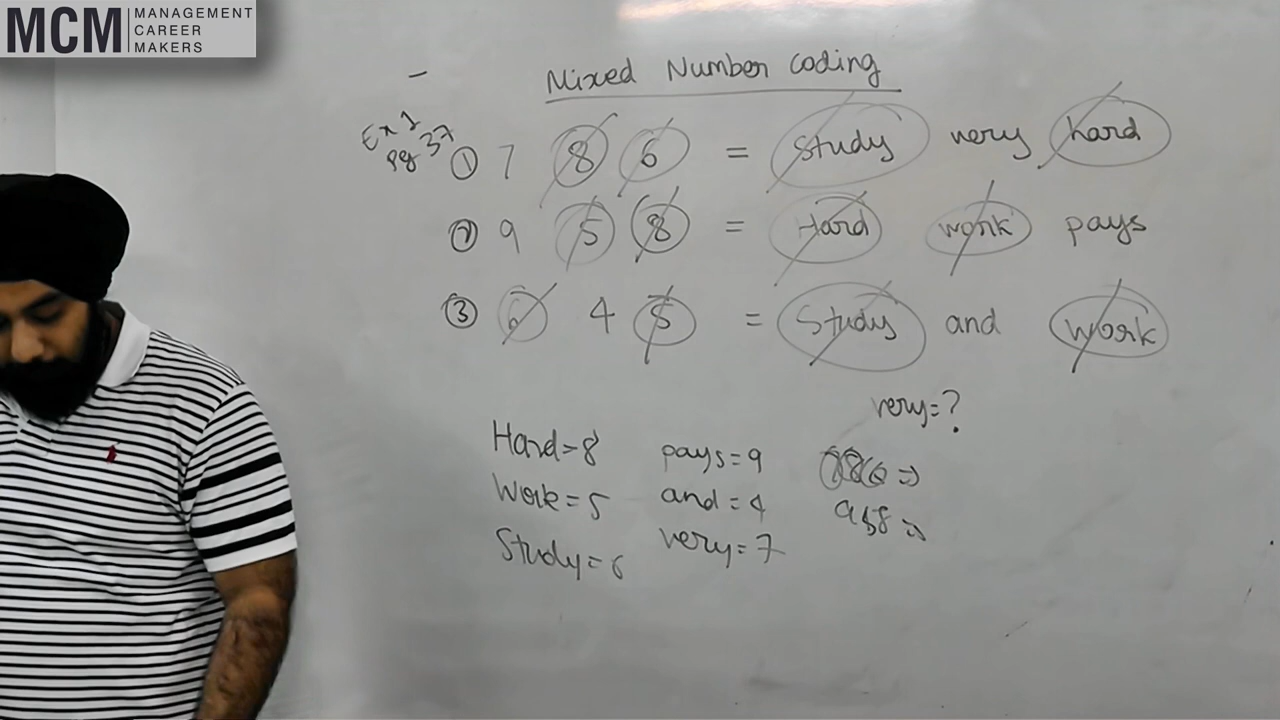 MCM MANAGEMENT
CAREER
MAKERS
Mixed Number Coding
Ex 1
pg 37
① 7 8 6 = Study very hard
② 9 5 8 = Hard work pays
③ 6 4 5 = Study and work
very=?
Hard=8 pays=9 786 =>
Work=5 and=4 958 =>
Study=6 very=7